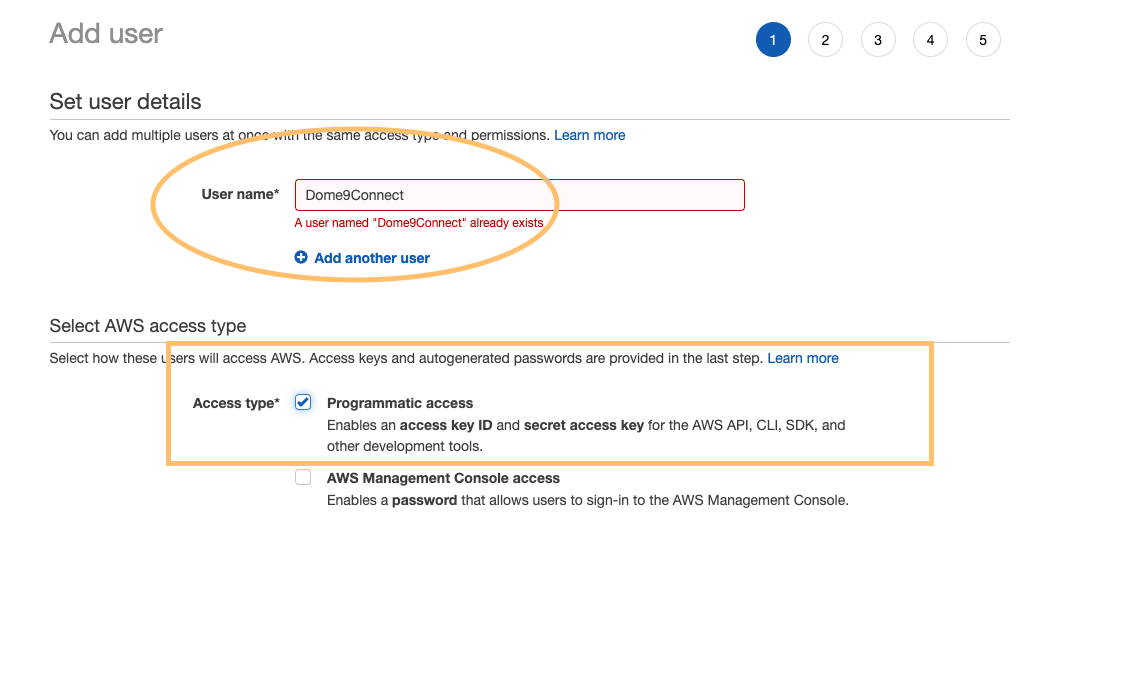 Add user
1 2 3 4 5
Set user details
You can add multiple users at once with the same access type and permissions. Learn more
User name* Dome9Connect
A user named "Dome9Connect" already exists
Add another user
Select AWS access type
Select how these users will access AWS. Access keys and autogenerated passwords are provided in the last step. Learn more
Access type* Programmatic access
Enables an access key ID and secret access key for the AWS API, CLI, SDK, and
other development tools.
AWS Management Console access
Enables a password that allows users to sign-in to the AWS Management Console.